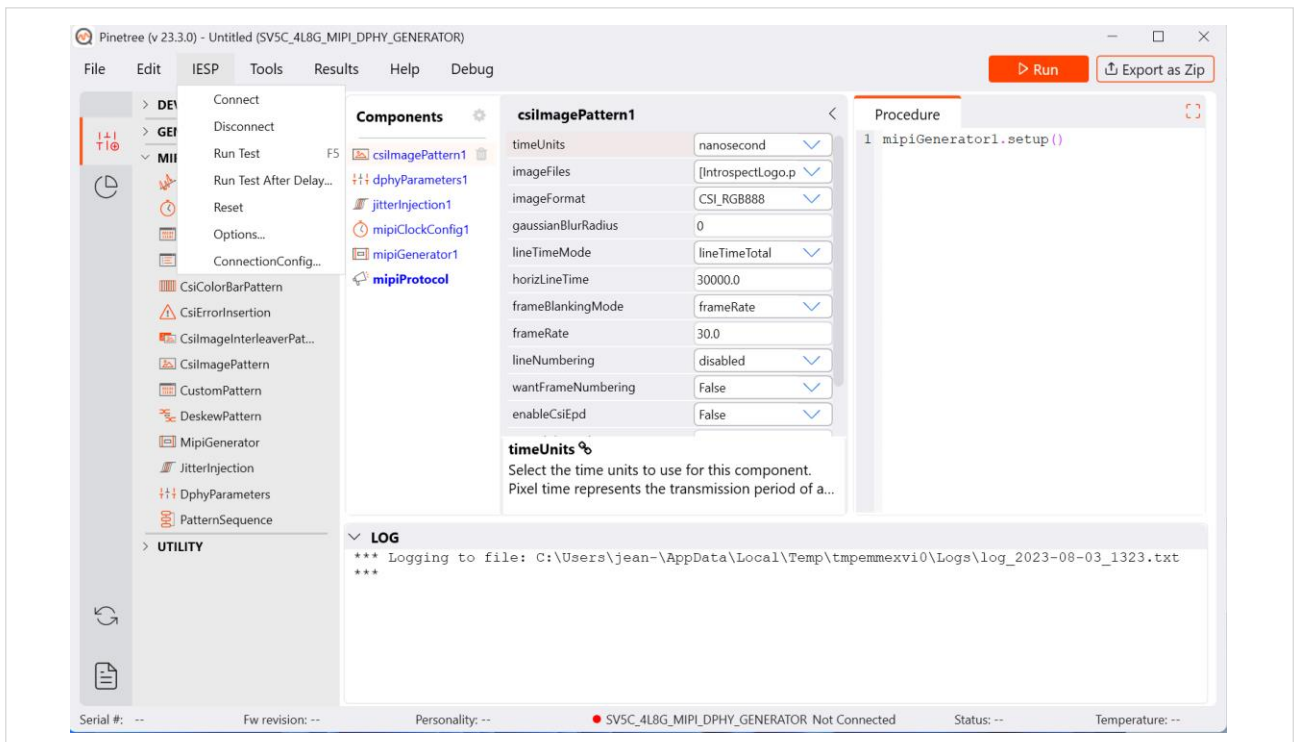 Pinetree (v 23.3.0) - Untitled (SV5C_4L8G_MIPI_DPHY_GENERATOR)
File Edit IESP Tools Results Help Debug
Run
Export as Zip
Connect
Disconnect
Run Test F5
Run Test After Delay...
Reset
Options...
ConnectionConfig...
CsiColorBarPattern
CsiErrorInsertion
CsiImageInterleaverPat...
CsiImagePattern
CustomPattern
DeskewPattern
MipiGenerator
JitterInjection
DphyParameters
PatternSequence
UTILITY
Components
csiImagePattern1
dphyParameters1
jitterInjection1
mipiClockConfig1
mipiGenerator1
mipiProtocol
csiImagePattern1
timeUnits nanosecond
imageFiles [IntrospectLogo.p
imageFormat CSI_RGB888
gaussianBlurRadius 0
lineTimeMode lineTimeTotal
horizLineTime 30000.0
frameBlankingMode frameRate
frameRate 30.0
lineNumbering disabled
wantFrameNumbering False
enableCsiEpd False
timeUnits
Select the time units to use for this component.
Pixel time represents the transmission period of a...
Procedure
1 mipiGenerator1.setup()
LOG
*** Logging to file: C:\Users\jean-\AppData\Local\Temp\tmpemmexvi0\Logs\log_2023-08-03_1323.txt
***
Serial #: -- Fw revision: -- Personality: -- SV5C_4L8G_MIPI_DPHY_GENERATOR Not Connected Status: -- Temperature: --